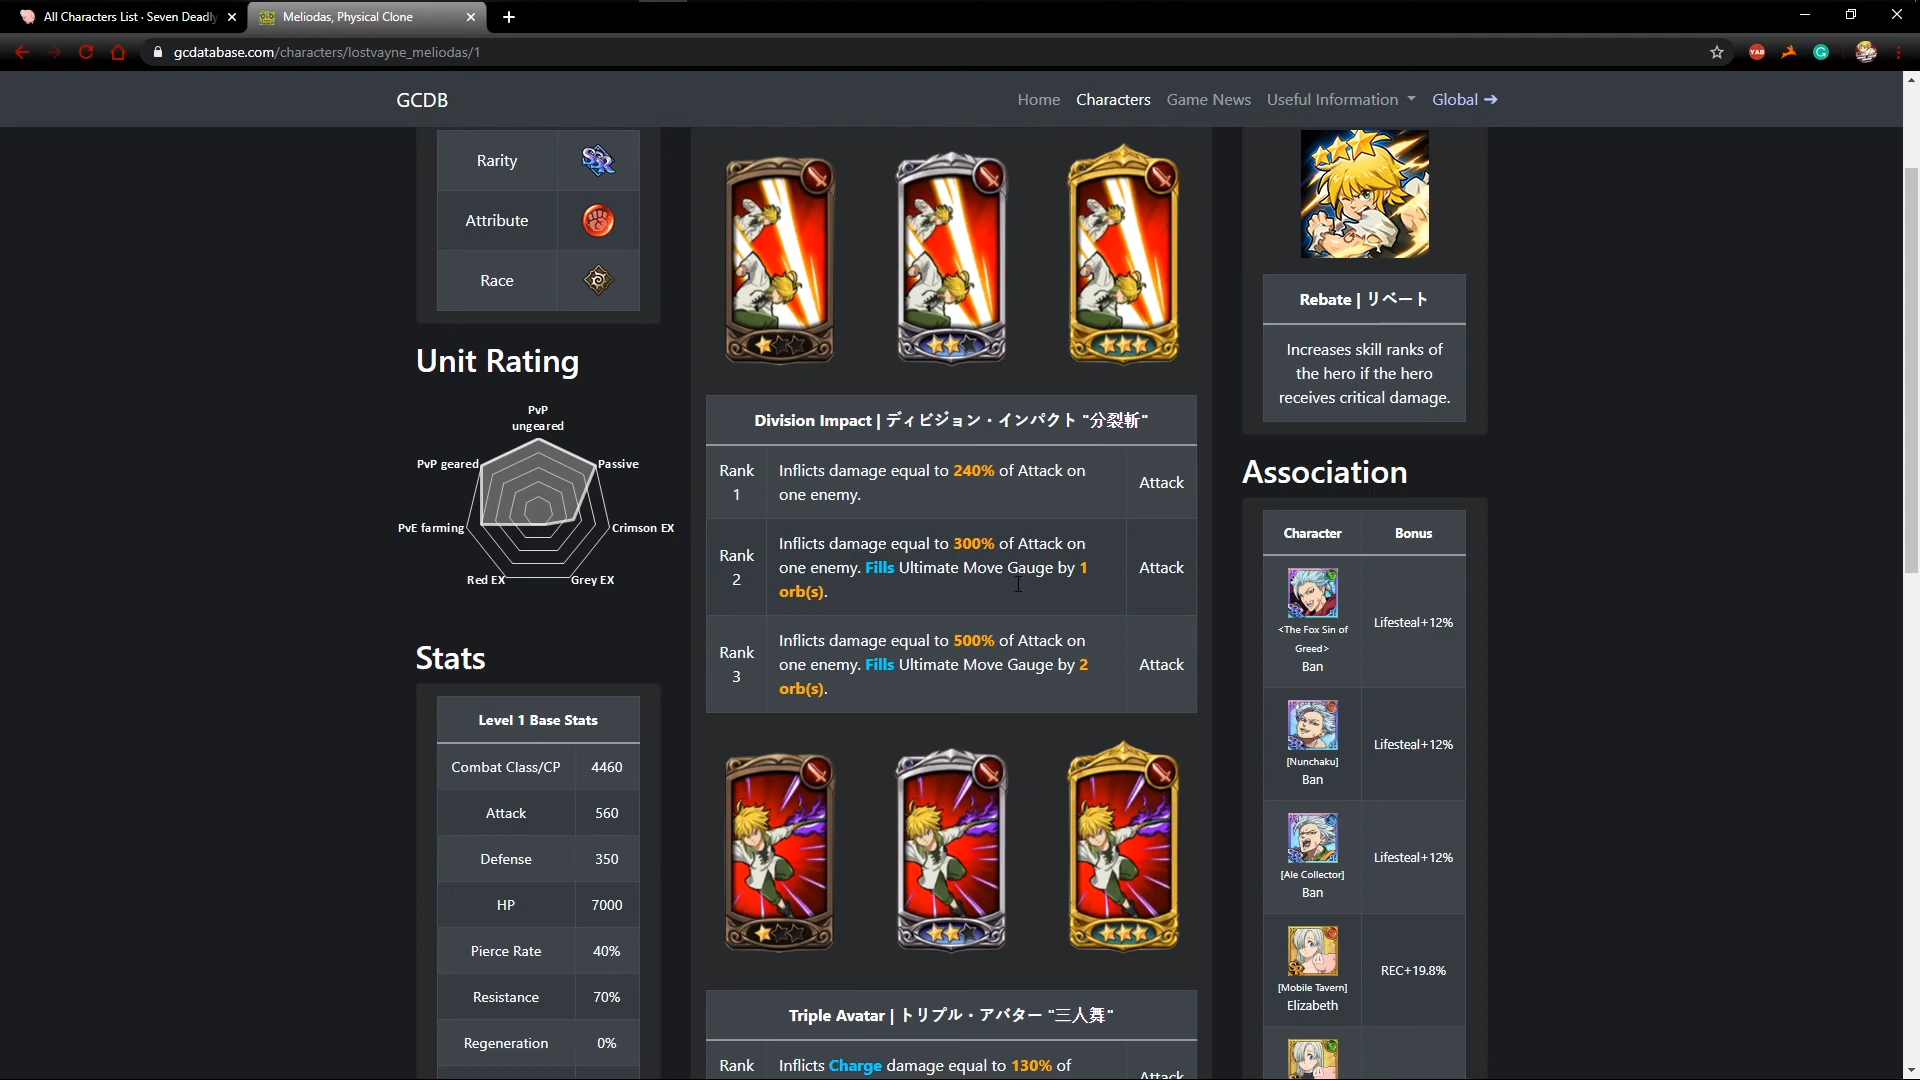 All Characters List · Seven Deadly
Meliodas, Physical Clone
gcdatabase.com/characters/lostvayne_meliodas/1
YAB
GCDB
Home
Characters
Game News
Useful Information
Global ➔
Rarity
SSR
Attribute
Race
Unit Rating
PvP
ungeared
PvP geared
Passive
PvE farming
Crimson EX
Red EX
Grey EX
Stats
Level 1 Base Stats
Combat Class/CP 4460
Attack 560
Defense 350
HP 7000
Pierce Rate 40%
Resistance 70%
Regeneration 0%
Division Impact | ディビジョン・インパクト "分裂斬"
Rank
1
Inflicts damage equal to 240% of Attack on
one enemy.
Attack
Rank
2
Inflicts damage equal to 300% of Attack on
one enemy. Fills Ultimate Move Gauge by 1
orb(s).
Attack
Rank
3
Inflicts damage equal to 500% of Attack on
one enemy. Fills Ultimate Move Gauge by 2
orb(s).
Attack
Triple Avatar | トリプル・アバター "三人舞"
Rank
Inflicts Charge damage equal to 130% of
Attack
Rebate | リベート
Increases skill ranks of
the hero if the hero
receives critical damage.
Association
Character Bonus
<The Fox Sin of
Greed>
Ban
Lifesteal+12%
[Nunchaku]
Ban
Lifesteal+12%
[Ale Collector]
Ban
Lifesteal+12%
SR
[Mobile Tavern]
Elizabeth
REC+19.8%